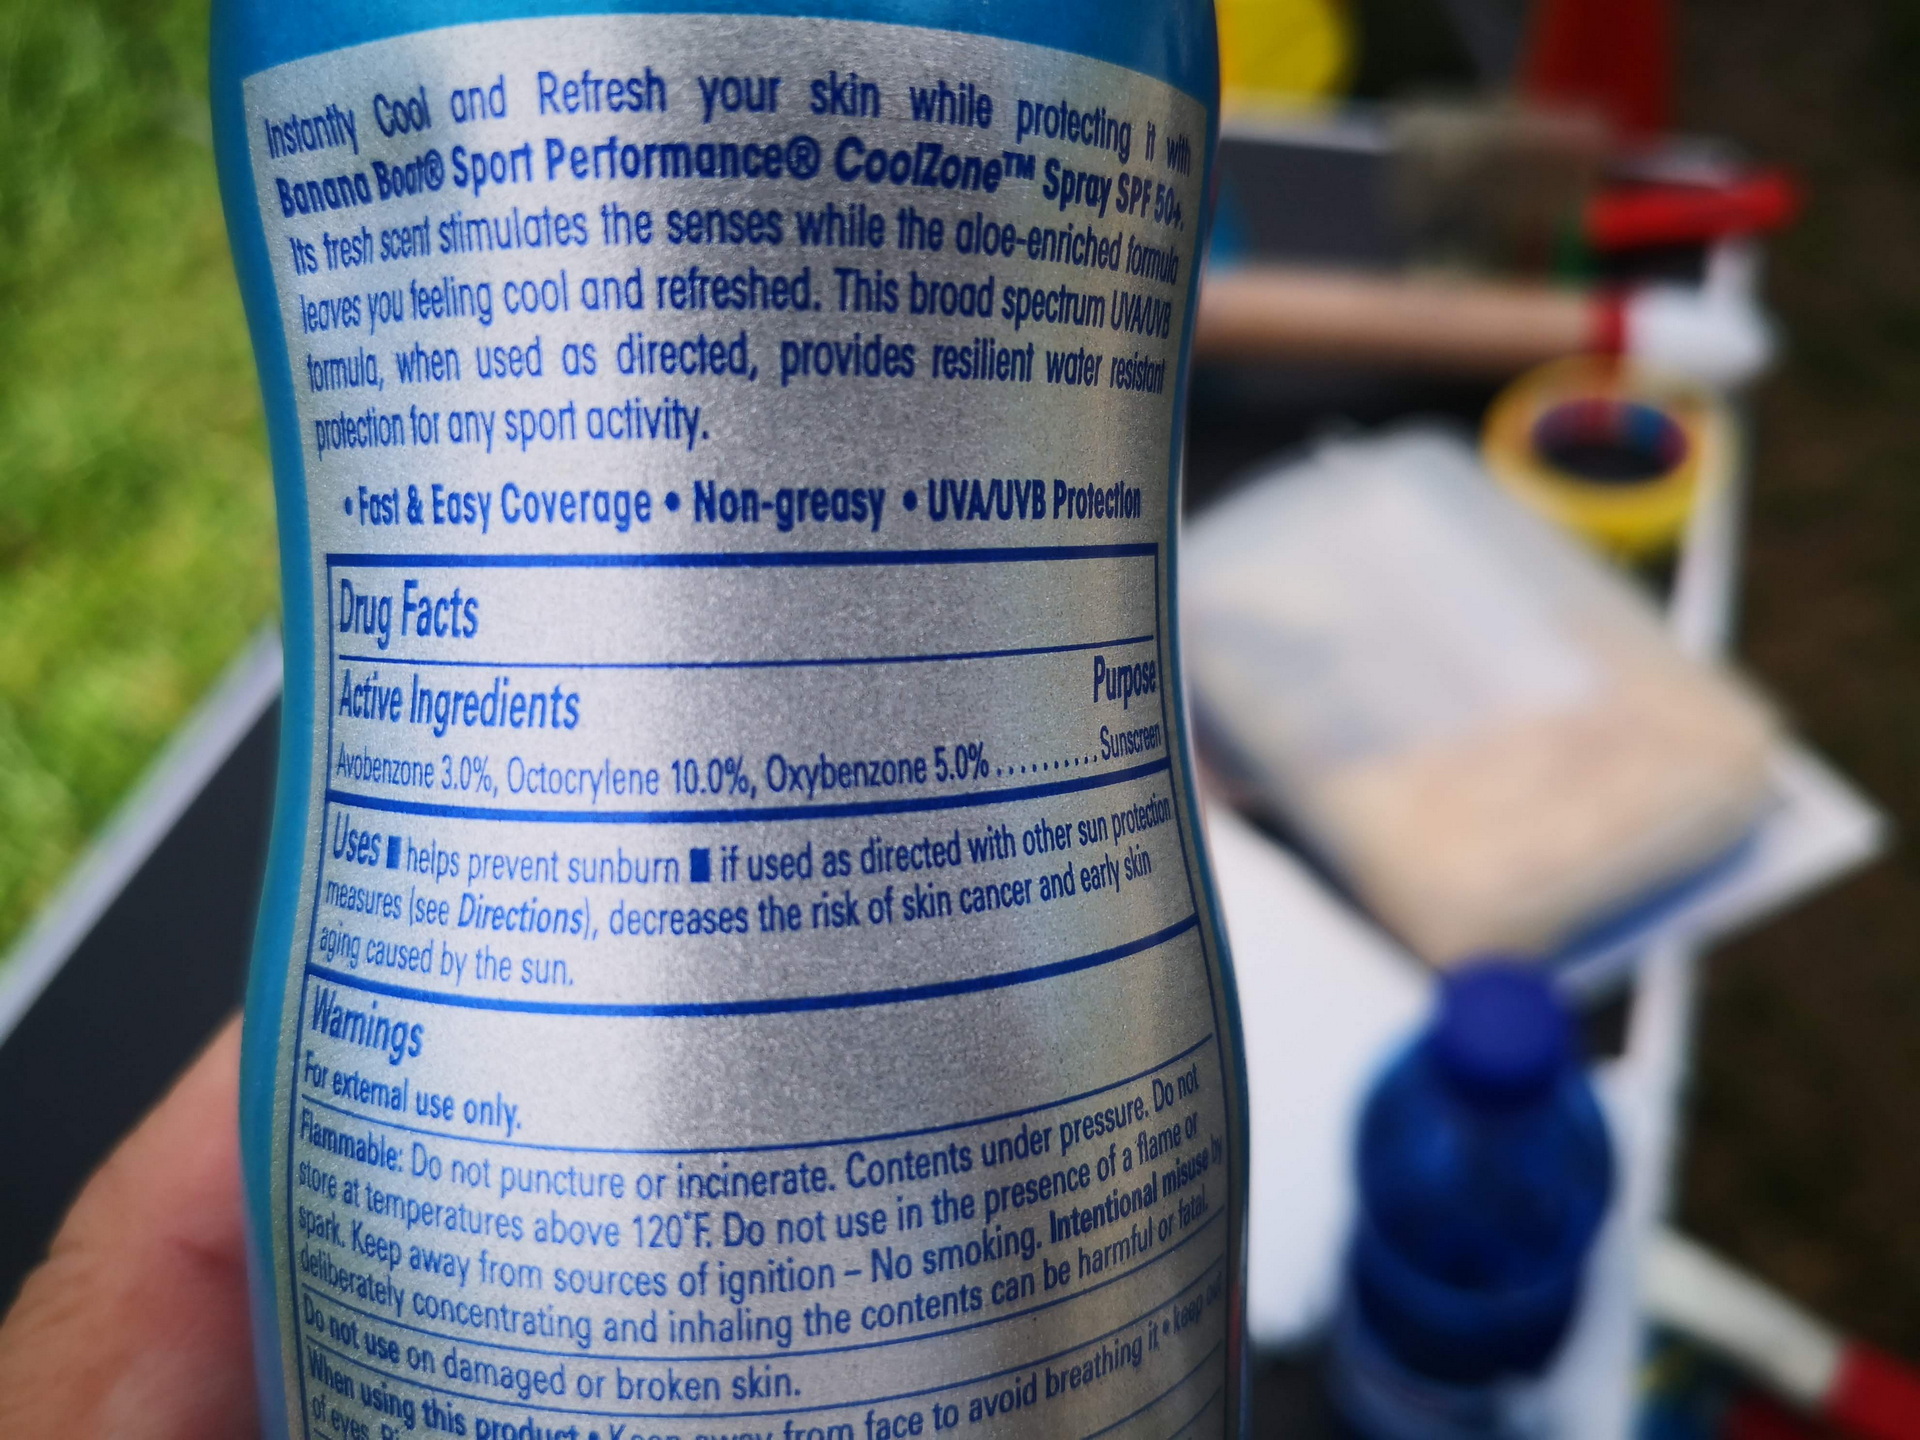 Instantly Cool and Refresh your skin while protecting it with
Banana Boat® Sport Performance® CoolZone™ Spray SPF 50+.
Its fresh scent stimulates the senses while the aloe-enriched formula
leaves you feeling cool and refreshed. This broad spectrum UVA/UVB
formula, when used as directed, provides resilient water resistant
protection for any sport activity.
• Fast & Easy Coverage • Non-greasy • UVA/UVB Protection
Drug Facts
Active Ingredients Purpose
Avobenzone 3.0%, Octocrylene 10.0%, Oxybenzone 5.0%..........Sunscreen
Uses ■ helps prevent sunburn ■ if used as directed with other sun protection
measures (see Directions), decreases the risk of skin cancer and early skin
aging caused by the sun.
Warnings
For external use only.
Flammable: Do not puncture or incinerate. Contents under pressure. Do not
store at temperatures above 120°F. Do not use in the presence of a flame or
spark. Keep away from sources of ignition – No smoking. Intentional misuse by
deliberately concentrating and inhaling the contents can be harmful or fatal.
Do not use on damaged or broken skin.
When using this product • Keep away from face to avoid breathing it • keep out
of eyes.